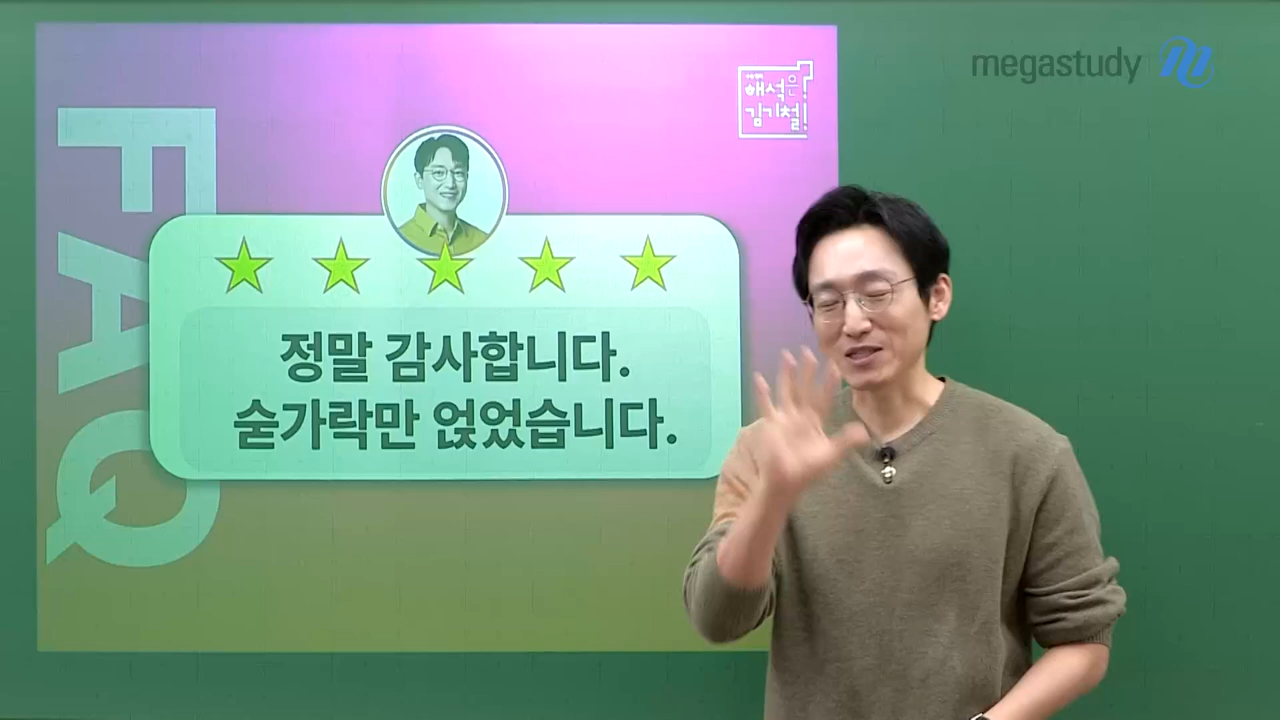 megastudy
해석은?
김기철!
FAQ
정말 감사합니다.
숟가락만 얹었습니다.